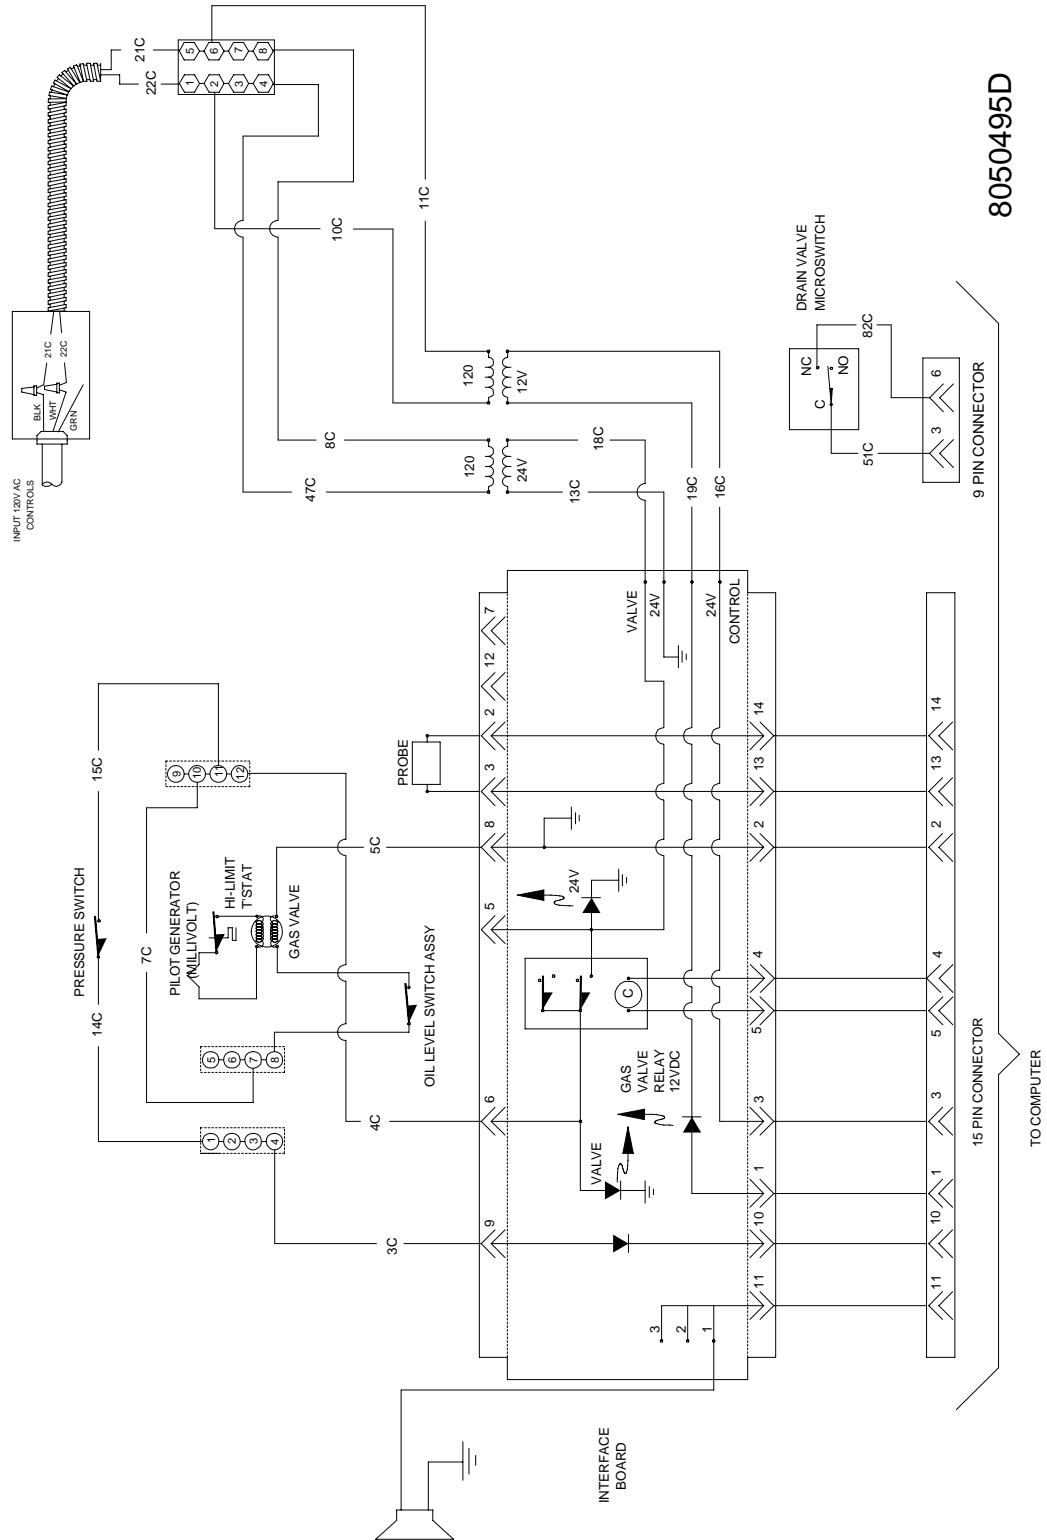 INPUT 120V AC
CONTROLS
BLK
WHT
GRN
21C
22C
21C
22C
5
6
7
8
1
2
3
4
11C
10C
8C
47C
120
12V
120
24V
18C
13C
19C
16C
DRAIN VALVE
MICROSWITCH
NC
NO
C
82C
51C
3
6
9 PIN CONNECTOR
8050495D
PRESSURE SWITCH
15C
14C
7C
9
10
11
12
PILOT GENERATOR
(MILLIVOLT)
HI-LIMIT
T'STAT
GAS VALVE
5
6
7
8
OIL LEVEL SWITCH ASSY
1
2
3
4
3C
4C
5C
PROBE
9
6
5
8
3
2
12
7
VALVE
24V
24V
CONTROL
24V
C
GAS
VALVE
RELAY
12VDC
VALVE
3
2
1
11
10
1
3
5
4
2
13
14
11
10
1
3
5
4
2
13
14
15 PIN CONNECTOR
TO COMPUTER
INTERFACE
BOARD